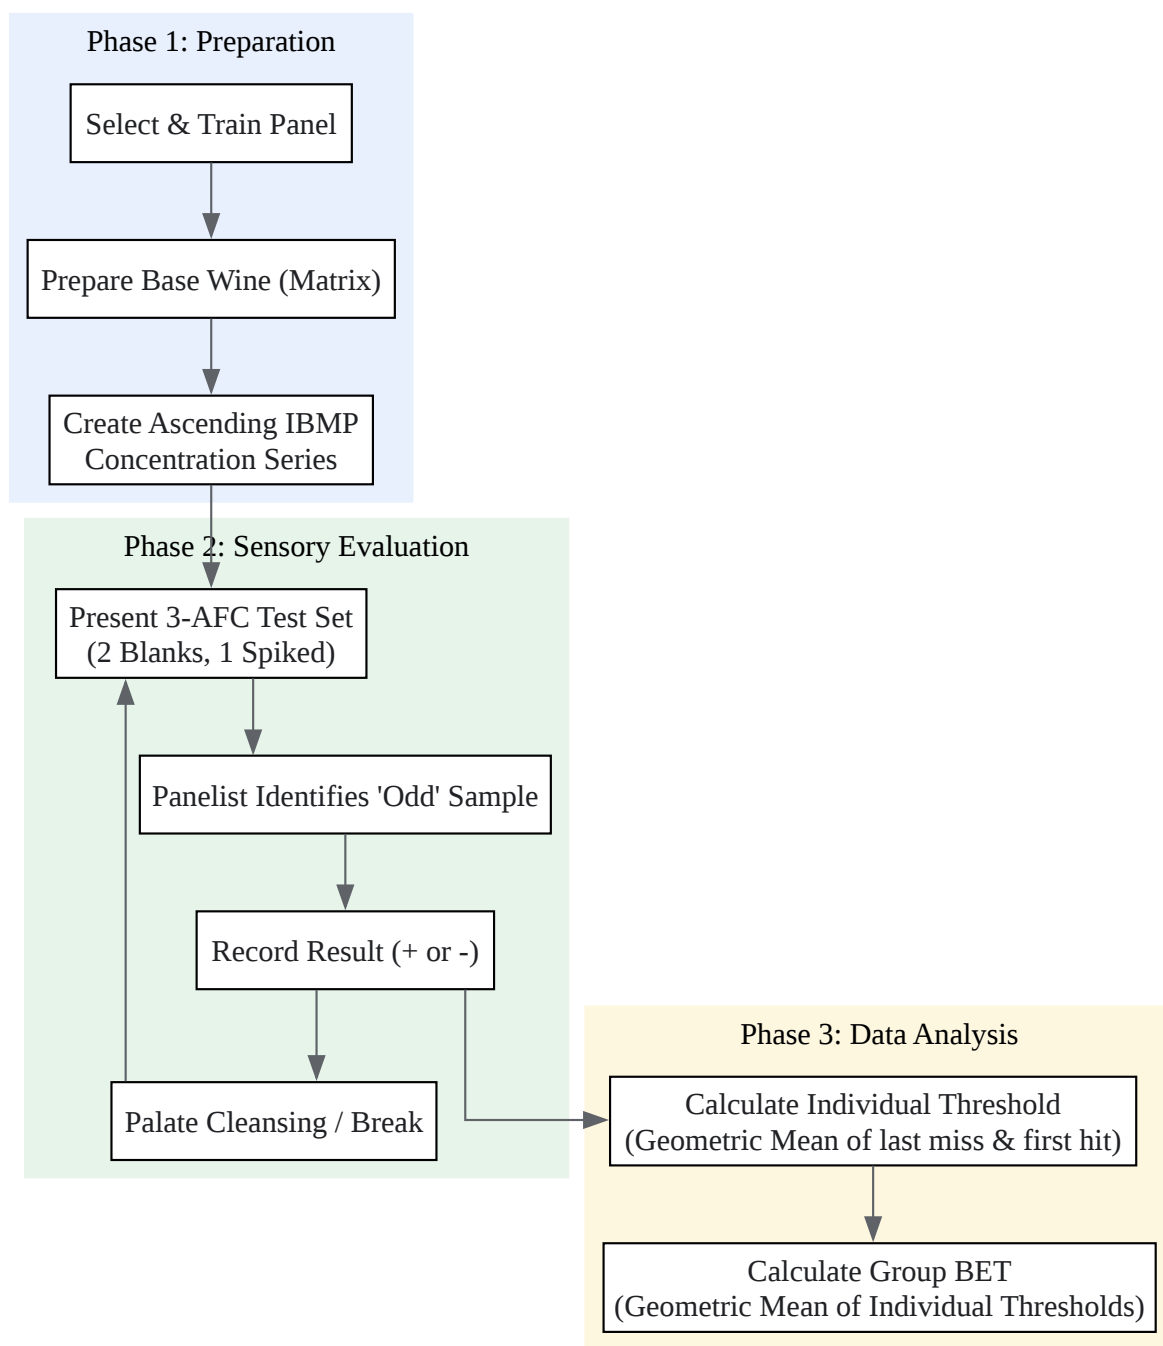 Phase 1: Preparation
Select & Train Panel
Prepare Base Wine (Matrix)
Create Ascending IBMP
Concentration Series
Phase 2: Sensory Evaluation
Present 3-AFC Test Set
(2 Blanks, 1 Spiked)
Panelist Identifies 'Odd' Sample
Record Result (+ or -)
Palate Cleansing / Break
Phase 3: Data Analysis
Calculate Individual Threshold
(Geometric Mean of last miss & first hit)
Calculate Group BET
(Geometric Mean of Individual Thresholds)